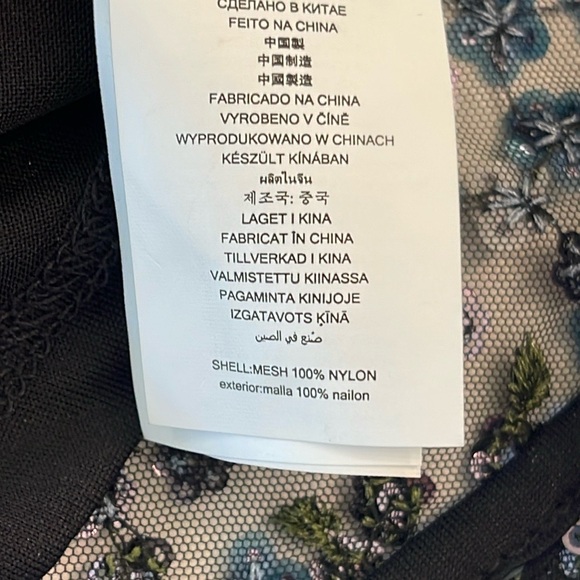 СДЕЛАНО В КИТАЕ
FEITO NA CHINA
中国製
中国制造
中國製造
FABRICADO NA CHINA
VYROBENO V ČÍNĚ
WYPRODUKOWANO W CHINACH
KÉSZÜLT KÍNÁBAN
ผลิตในจีน
제조국: 중국
LAGET I KINA
FABRICAT ÎN CHINA
TILLVERKAD I KINA
VALMISTETTU KIINASSA
PAGAMINTA KINIJOJE
IZGATAVOTS ĶĪNĀ
صُنع في الصين
SHELL:MESH 100% NYLON
exterior:malla 100% nailon